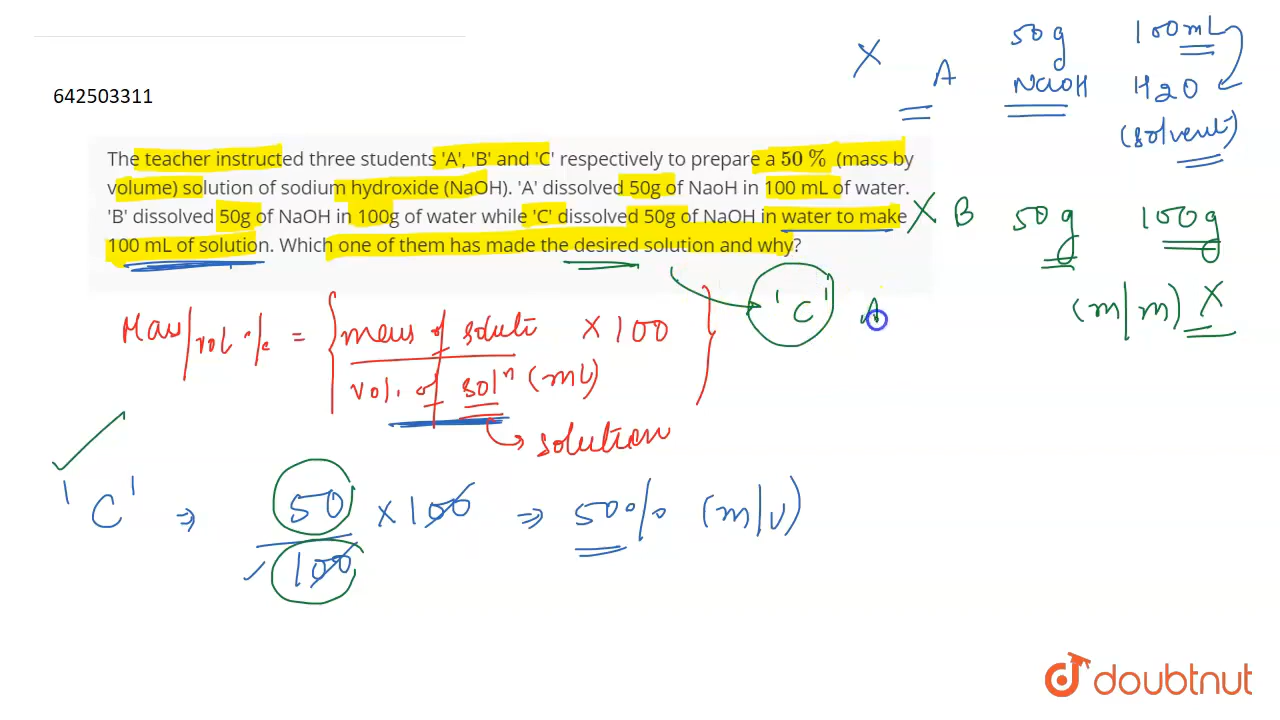 642503311
The teacher instructed three students 'A', 'B' and 'C' respectively to prepare a 50 % (mass by
volume) solution of sodium hydroxide (NaOH). 'A' dissolved 50g of NaoH in 100 mL of water.
'B' dissolved 50g of NaOH in 100g of water while 'C' dissolved 50g of NaOH in water to make
100 mL of solution. Which one of them has made the desired solution and why?
X A 50g 100mL
NaOH H2O
(solvent)
X B 50g 100g
(m/m) X
'C' A
Mass/vol % = { mass of solute × 100 }
vol. of solⁿ (mL)
→ solution
'C' ⇒ 50 × 100 ⇒ 50% (m/v)
100
doubtnut